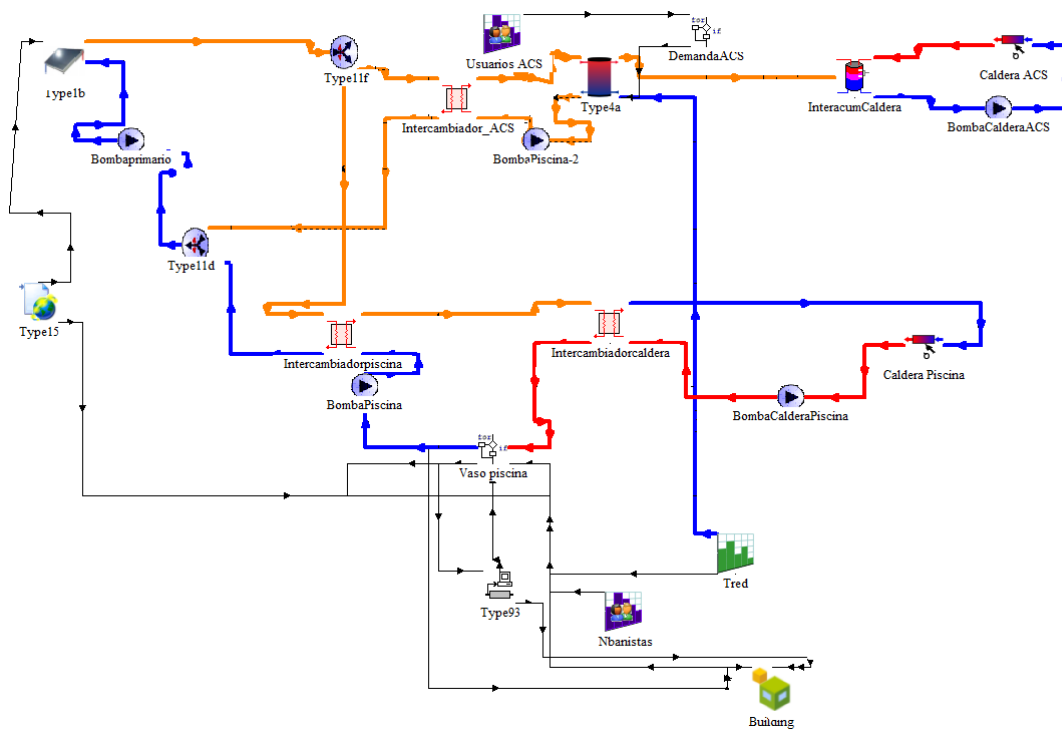 Usuarios ACS
DemandaACS
Type1b
Type11f
Intercambiador_ACS
Type4a
InteracumCaldera
Caldera ACS
BombaCalderaACS
Bombaprimario
BombaPiscina-2
Type11d
Type15
Intercambiadorpiscina
Intercambiadorcaldera
Caldera Piscina
BombaPiscina
BombaCalderaPiscina
Vaso piscina
Type93
Tred
Nbanistas
Building